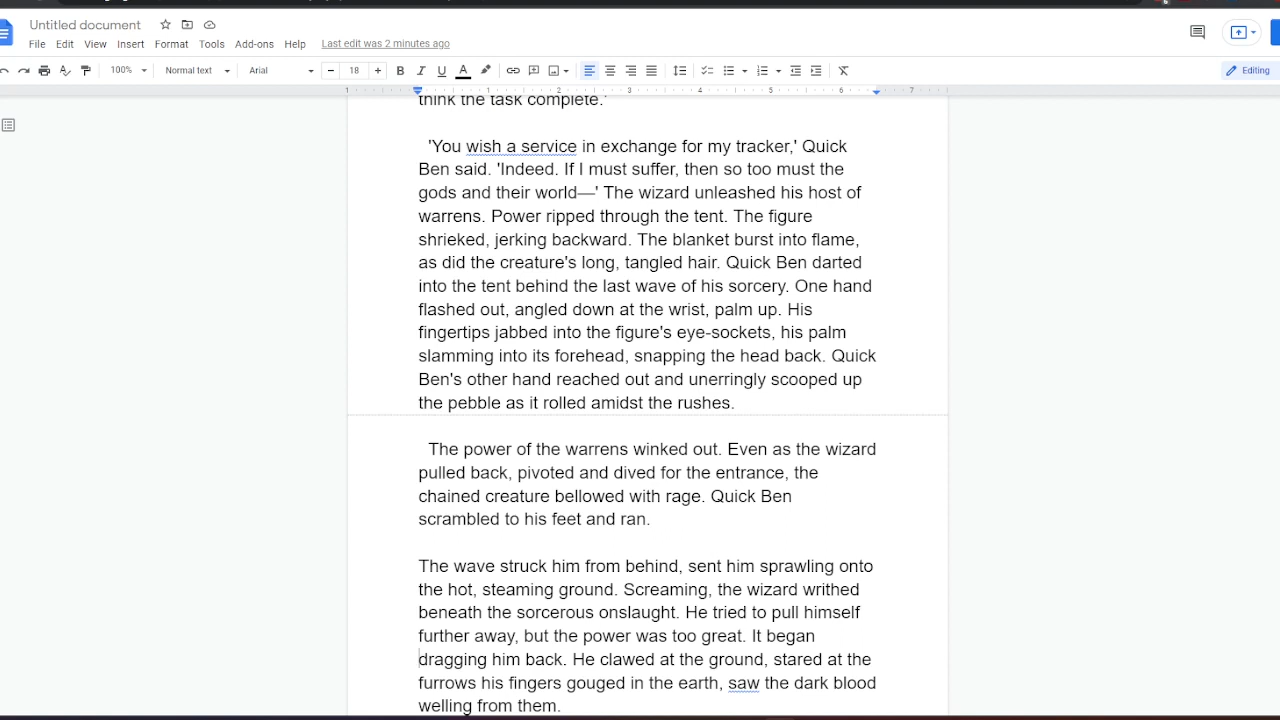 Untitled document
File Edit View Insert Format Tools Add-ons Help Last edit was 2 minutes ago
100% Normal text Arial 18 B I U A Editing
1 1 2 3 4 5 6 7
think the task complete.'
'You wish a service in exchange for my tracker,' Quick
Ben said. 'Indeed. If I must suffer, then so too must the
gods and their world—' The wizard unleashed his host of
warrens. Power ripped through the tent. The figure
shrieked, jerking backward. The blanket burst into flame,
as did the creature's long, tangled hair. Quick Ben darted
into the tent behind the last wave of his sorcery. One hand
flashed out, angled down at the wrist, palm up. His
fingertips jabbed into the figure's eye-sockets, his palm
slamming into its forehead, snapping the head back. Quick
Ben's other hand reached out and unerringly scooped up
the pebble as it rolled amidst the rushes.
The power of the warrens winked out. Even as the wizard
pulled back, pivoted and dived for the entrance, the
chained creature bellowed with rage. Quick Ben
scrambled to his feet and ran.
The wave struck him from behind, sent him sprawling onto
the hot, steaming ground. Screaming, the wizard writhed
beneath the sorcerous onslaught. He tried to pull himself
further away, but the power was too great. It began
dragging him back. He clawed at the ground, stared at the
furrows his fingers gouged in the earth, saw the dark blood
welling from them.